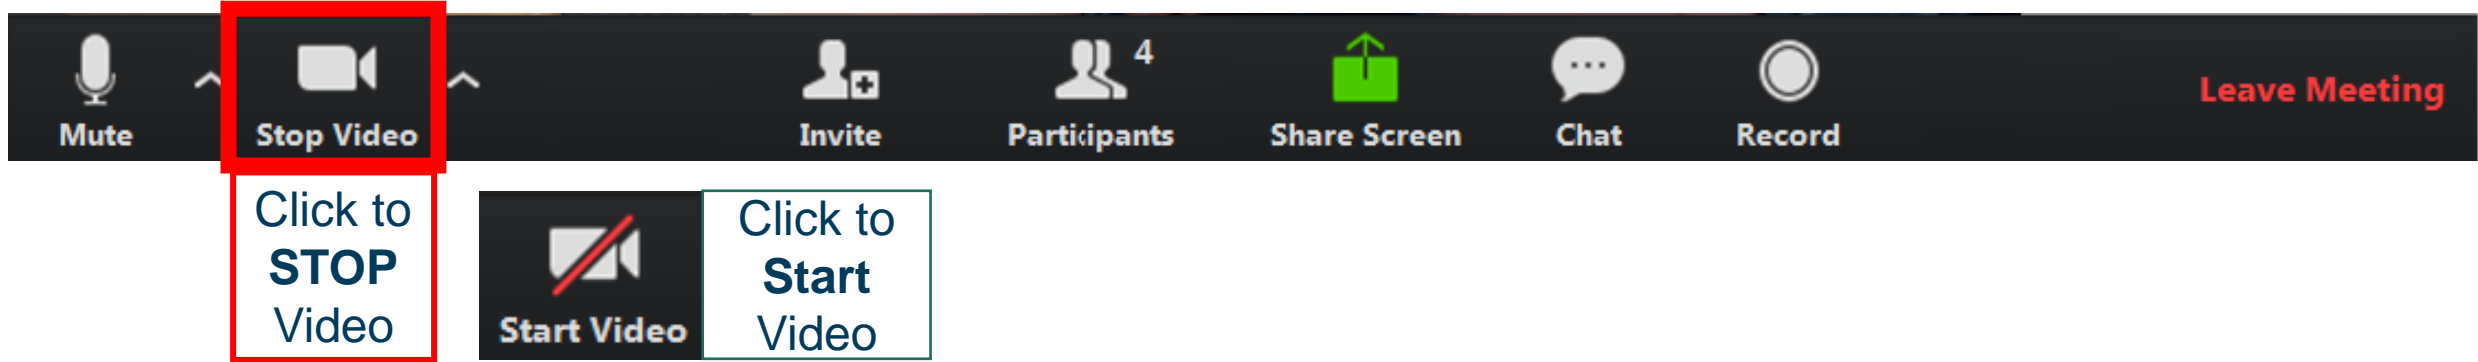 4
Leave Meeting
Mute
Stop Video
Invite
Participants
Share Screen
Chat
Record
Click to
STOP
Video
Start Video
Click to
Start
Video